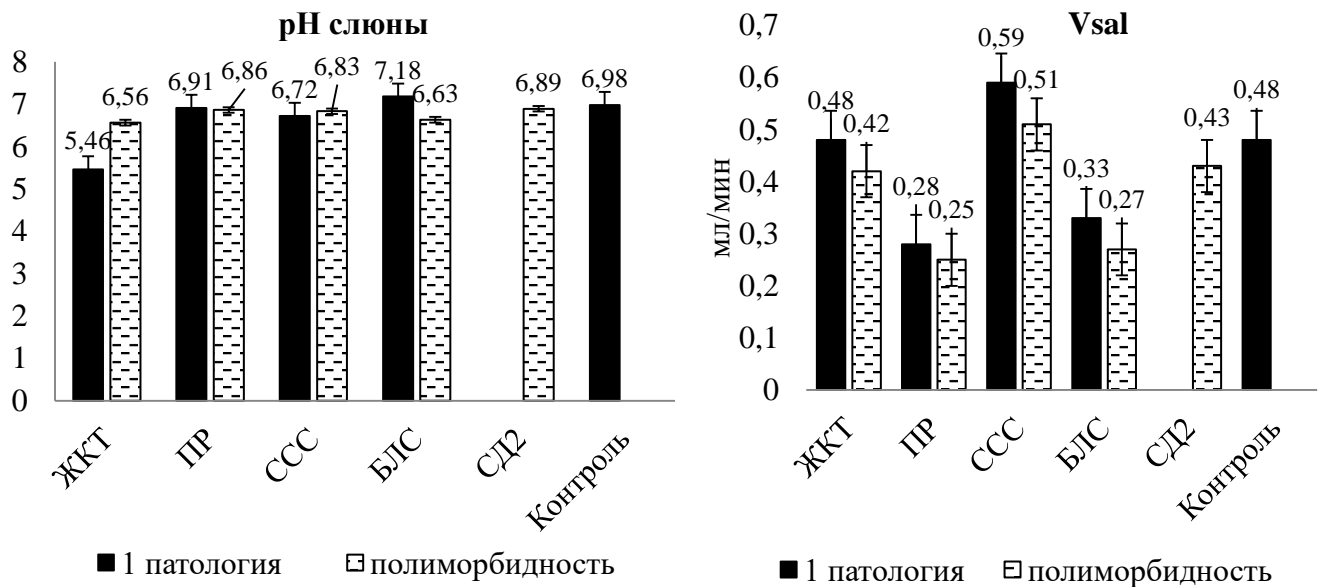 pH слюны
8
7
6
5
4
3
2
1
0
5,46
6,56
6,91
6,86
6,72
6,83
7,18
6,63
6,89
6,98
ЖКТ
ПР
ССС
БЛС
СД2
Контроль
1 патология
полиморбидность
Vsal
мл/мин
0,7
0,6
0,5
0,4
0,3
0,2
0,1
0
0,48
0,42
0,28
0,25
0,59
0,51
0,33
0,27
0,43
0,48
ЖКТ
ПР
ССС
БЛС
СД2
Контроль
1 патология
полиморбидность